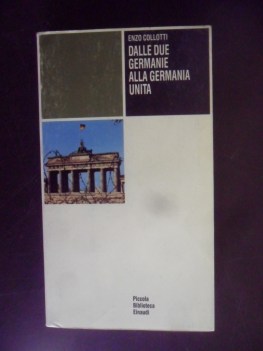 ENZO COLLOTTI
DALLE DUE
GERMANIE
ALLA GERMANIA
UNITA
Piccola
Biblioteca
Einaudi